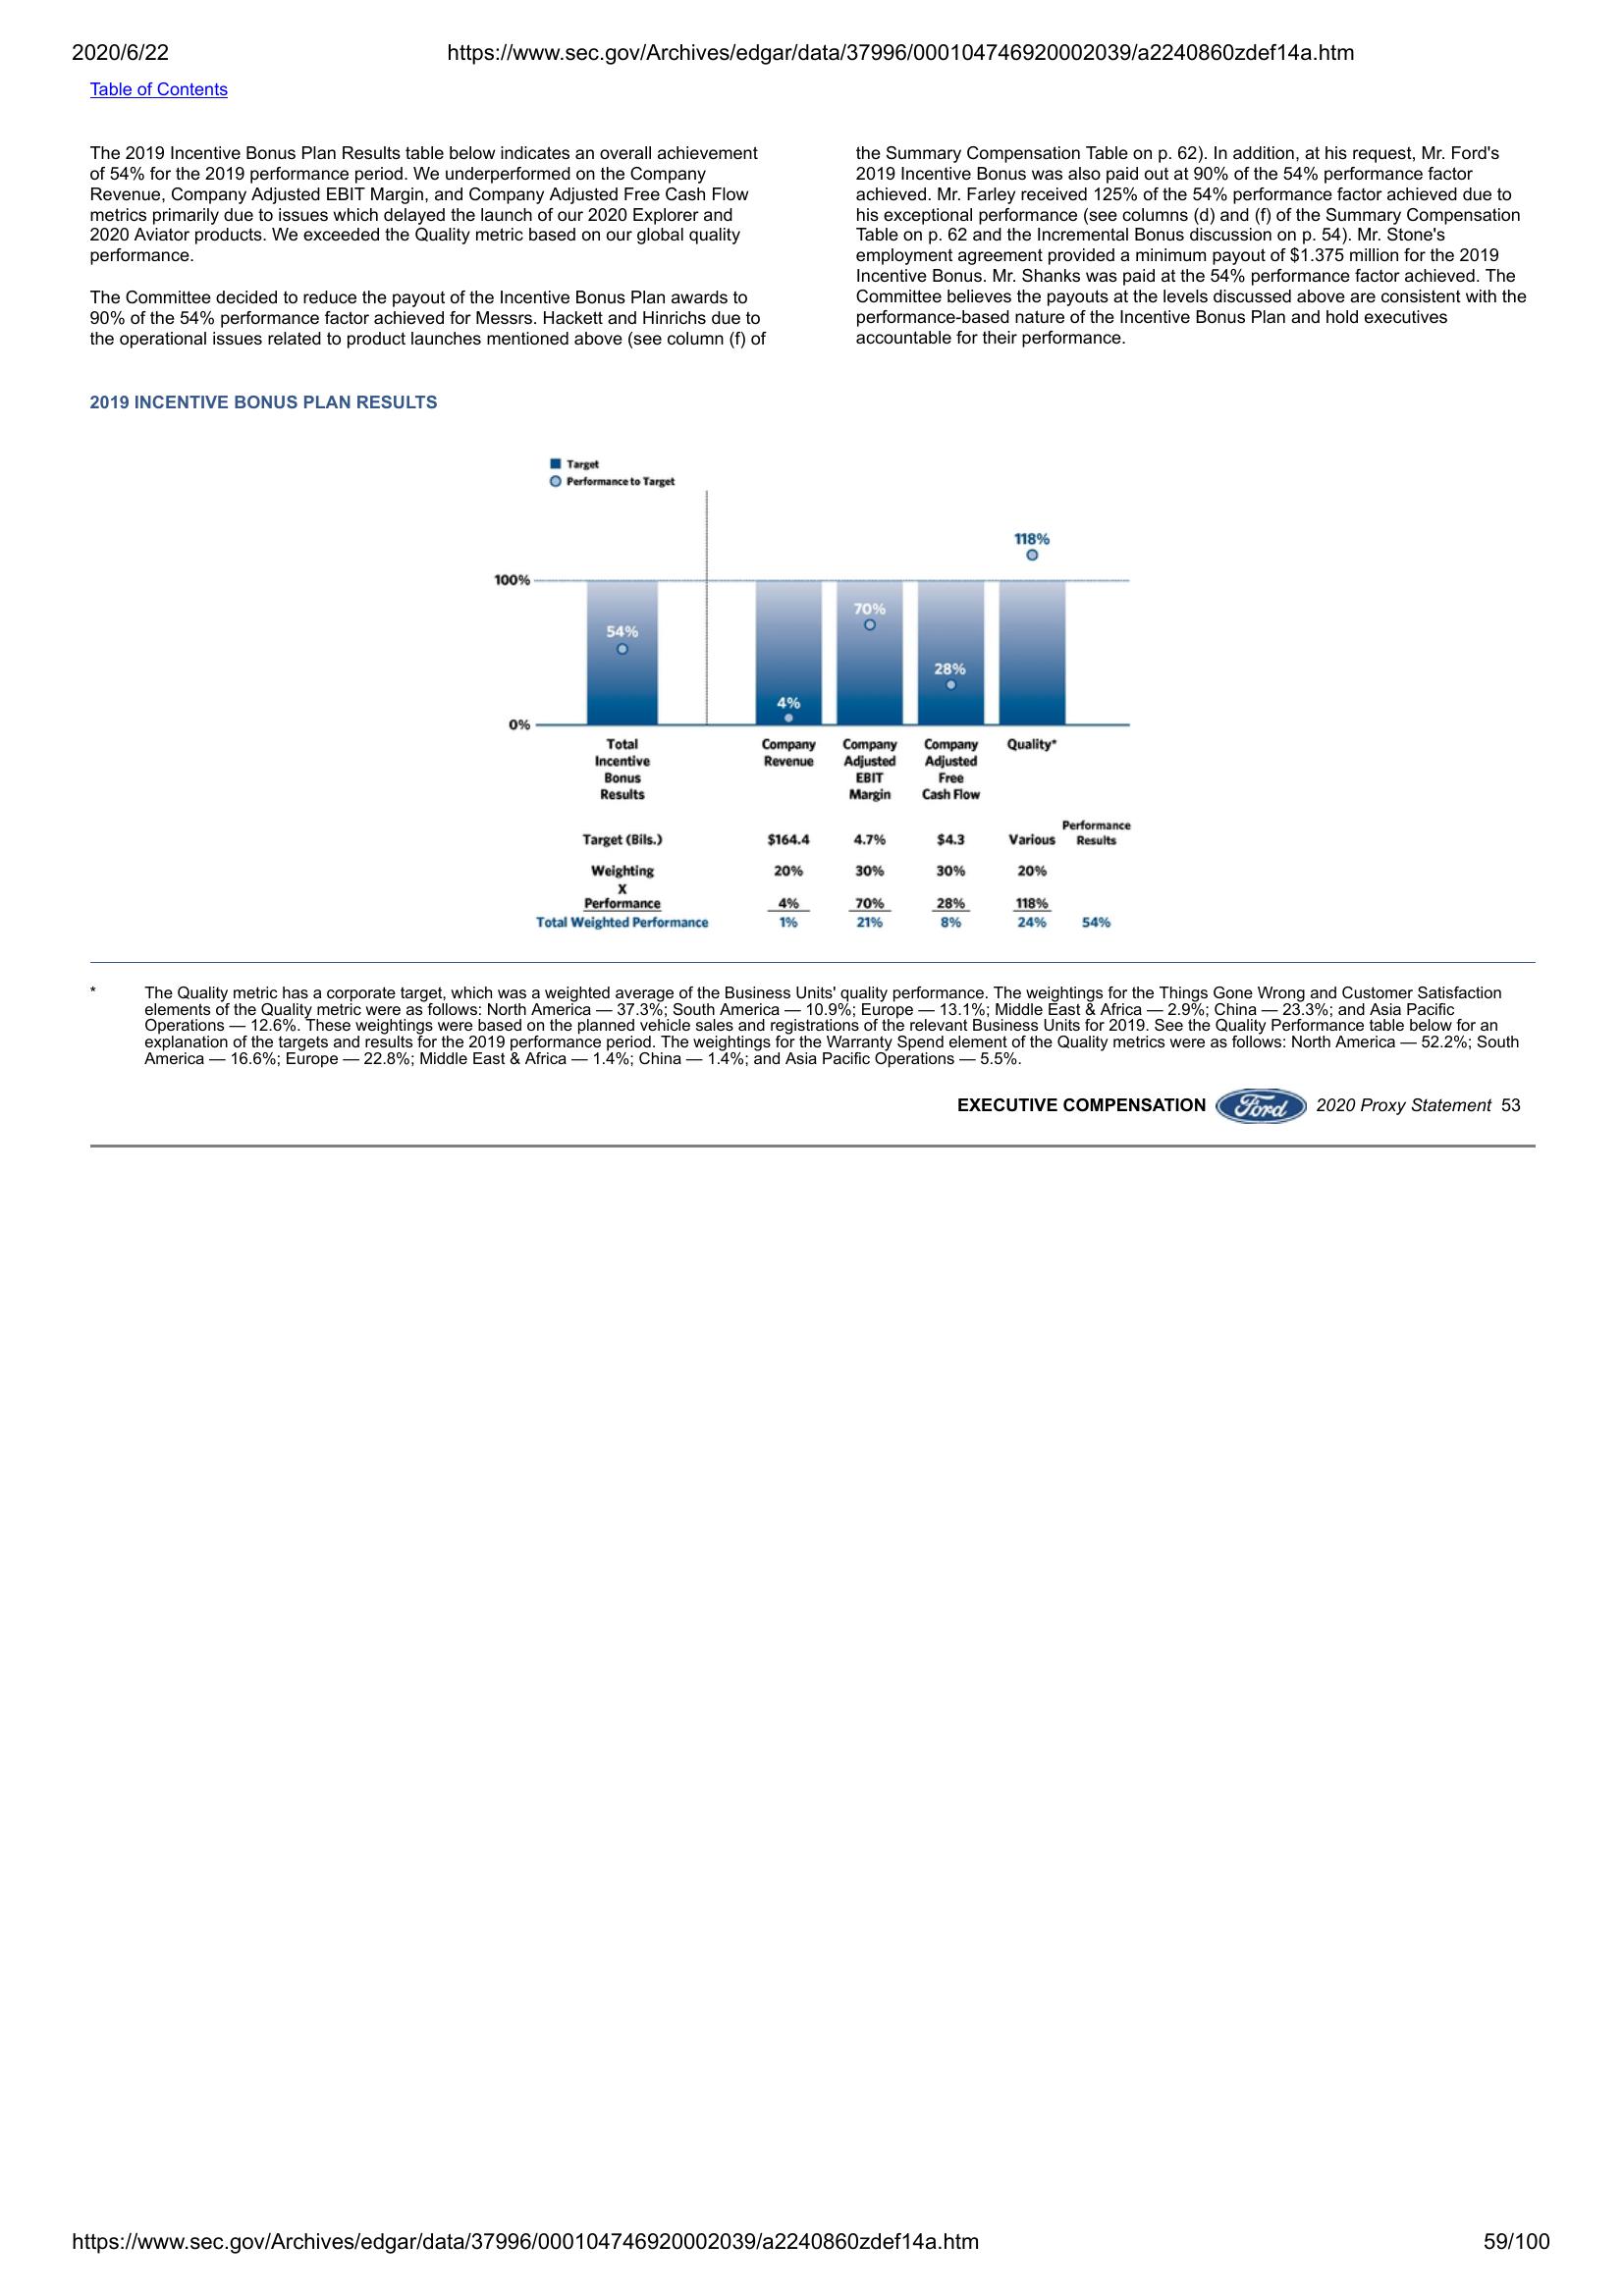 2020/6/22
https://www.sec.gov/Archives/edgar/data/37996/000104746920002039/a2240860zdef14a.htm
Table of Contents
The 2019 Incentive Bonus Plan Results table below indicates an overall achievement
of 54% for the 2019 performance period. We underperformed on the Company
Revenue, Company Adjusted EBIT Margin, and Company Adjusted Free Cash Flow
metrics primarily due to issues which delayed the launch of our 2020 Explorer and
2020 Aviator products. We exceeded the Quality metric based on our global quality
performance.
The Committee decided to reduce the payout of the Incentive Bonus Plan awards to
90% of the 54% performance factor achieved for Messrs. Hackett and Hinrichs due to
the operational issues related to product launches mentioned above (see column (f) of
the Summary Compensation Table on p. 62). In addition, at his request, Mr. Ford's
2019 Incentive Bonus was also paid out at 90% of the 54% performance factor
achieved. Mr. Farley received 125% of the 54% performance factor achieved due to
his exceptional performance (see columns (d) and (f) of the Summary Compensation
Table on p. 62 and the Incremental Bonus discussion on p. 54). Mr. Stone's
employment agreement provided a minimum payout of $1.375 million for the 2019
Incentive Bonus. Mr. Shanks was paid at the 54% performance factor achieved. The
Committee believes the payouts at the levels discussed above are consistent with the
performance-based nature of the Incentive Bonus Plan and hold executives
accountable for their performance.
2019 INCENTIVE BONUS PLAN RESULTS
Target
Performance to Target
118%
100%
70%
54%
28%
4%
0%
Total Incentive Bonus Results
Company Revenue
Company Adjusted EBIT Margin
Company Adjusted Free Cash Flow
Quality*
Performance Results
Target (Bils.) $164.4 4.7% $4.3 Various
Weighting 20% 30% 30% 20%
X
Performance 4% 70% 28% 118%
Total Weighted Performance 1% 21% 8% 24% 54%
* The Quality metric has a corporate target, which was a weighted average of the Business Units' quality performance. The weightings for the Things Gone Wrong and Customer Satisfaction
elements of the Quality metric were as follows: North America — 37.3%; South America — 10.9%; Europe — 13.1%; Middle East & Africa — 2.9%; China — 23.3%; and Asia Pacific
Operations — 12.6%. These weightings were based on the planned vehicle sales and registrations of the relevant Business Units for 2019. See the Quality Performance table below for an
explanation of the targets and results for the 2019 performance period. The weightings for the Warranty Spend element of the Quality metrics were as follows: North America — 52.2%; South
America — 16.6%; Europe — 22.8%; Middle East & Africa — 1.4%; China — 1.4%; and Asia Pacific Operations — 5.5%.
EXECUTIVE COMPENSATION Ford 2020 Proxy Statement 53
https://www.sec.gov/Archives/edgar/data/37996/000104746920002039/a2240860zdef14a.htm
59/100